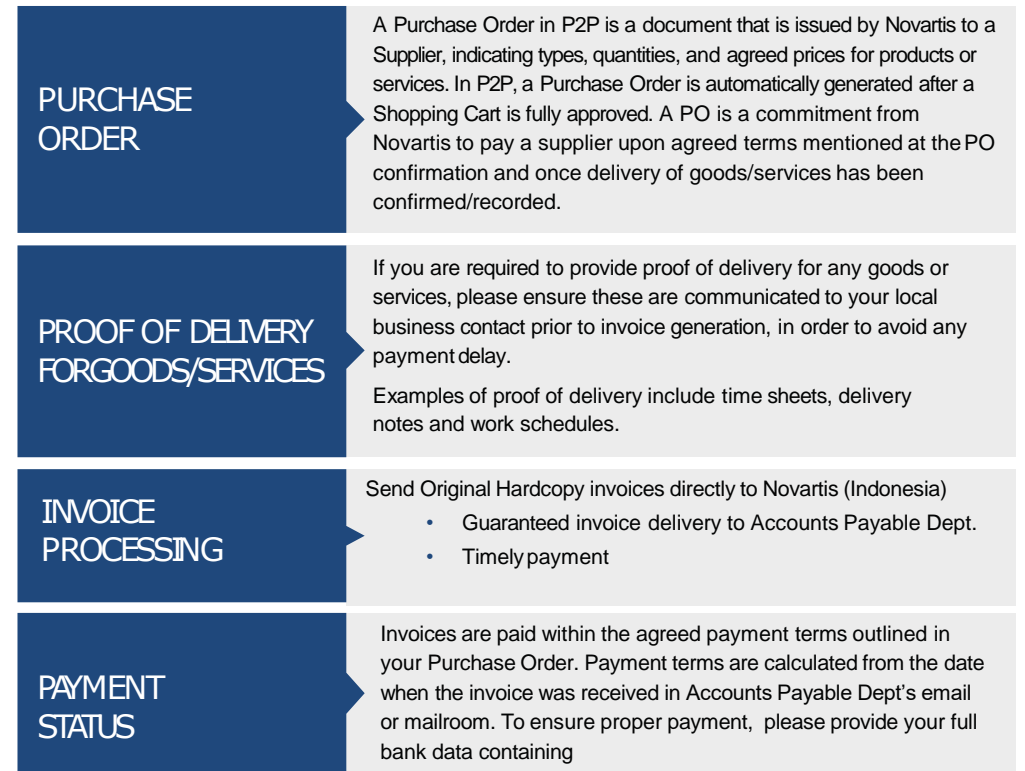 PURCHASE
ORDER
A Purchase Order in P2P is a document that is issued by Novartis to a
Supplier, indicating types, quantities, and agreed prices for products or
services. In P2P, a Purchase Order is automatically generated after a
Shopping Cart is fully approved. A PO is a commitment from
Novartis to pay a supplier upon agreed terms mentioned at the PO
confirmation and once delivery of goods/services has been
confirmed/recorded.
PROOF OF DELIVERY
FORGOODS/SERVICES
If you are required to provide proof of delivery for any goods or
services, please ensure these are communicated to your local
business contact prior to invoice generation, in order to avoid any
payment delay.
Examples of proof of delivery include time sheets, delivery
notes and work schedules.
INVOICE
PROCESSING
Send Original Hardcopy invoices directly to Novartis (Indonesia)
• Guaranteed invoice delivery to Accounts Payable Dept.
• Timely payment
PAYMENT
STATUS
Invoices are paid within the agreed payment terms outlined in
your Purchase Order. Payment terms are calculated from the date
when the invoice was received in Accounts Payable Dept's email
or mailroom. To ensure proper payment, please provide your full
bank data containing